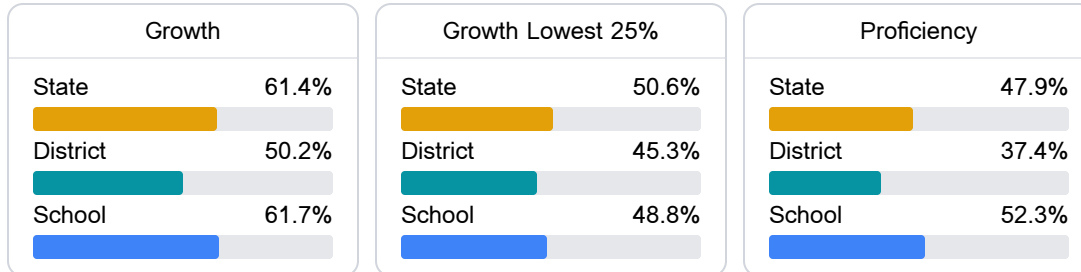 Growth
State 61.4%
District 50.2%
School 61.7%
Growth Lowest 25%
State 50.6%
District 45.3%
School 48.8%
Proficiency
State 47.9%
District 37.4%
School 52.3%